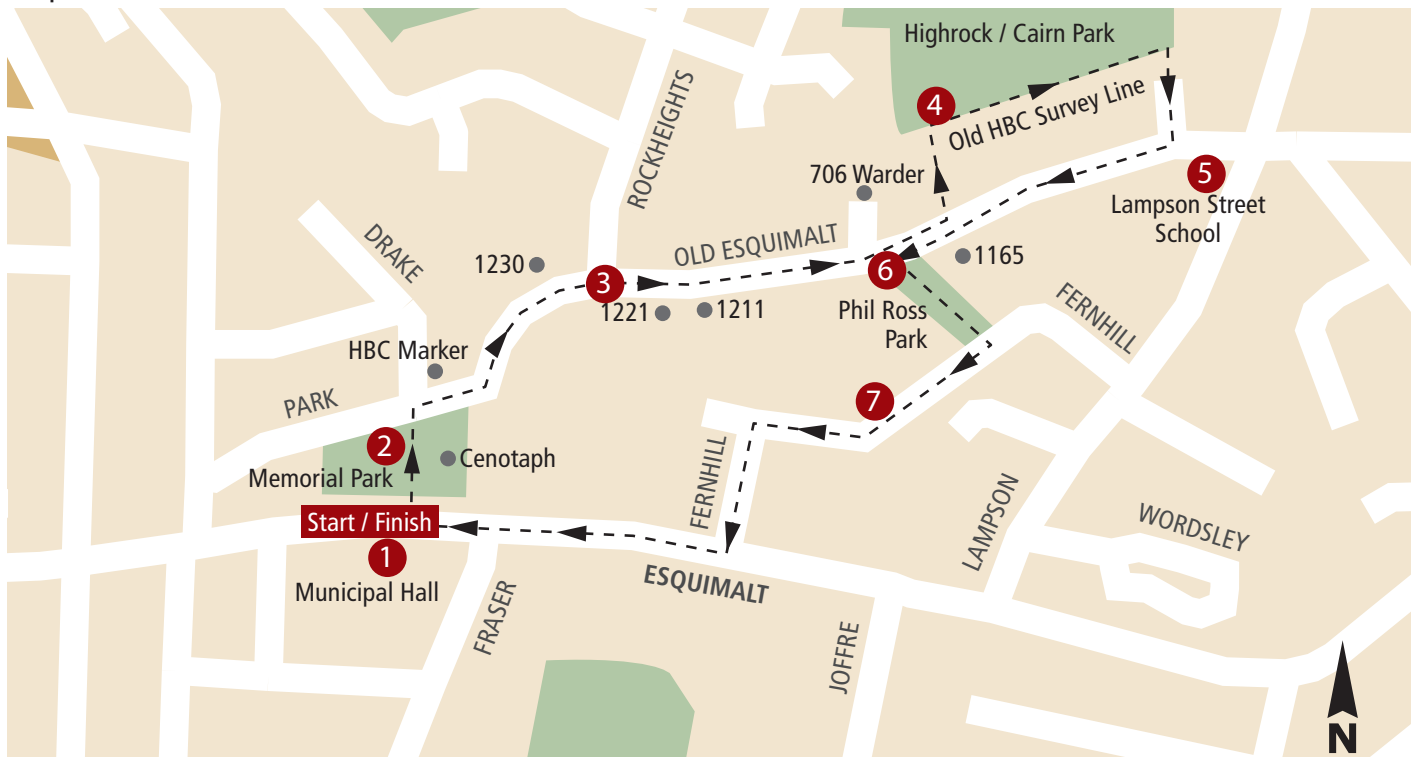 Highrock / Cairn Park
4
Old HBC Survey Line
ROCKHEIGHTS
706 Warder
5
Lampson Street
School
DRAKE
1230
OLD ESQUIMALT
3
6
1165
1221
1211
Phil Ross
Park
FERNHILL
HBC Marker
PARK
7
2
Cenotaph
Memorial Park
FERNHILL
LAMPSON
WORDSLEY
Start / Finish
1
Municipal Hall
ESQUIMALT
FRASER
JOFFRE
N